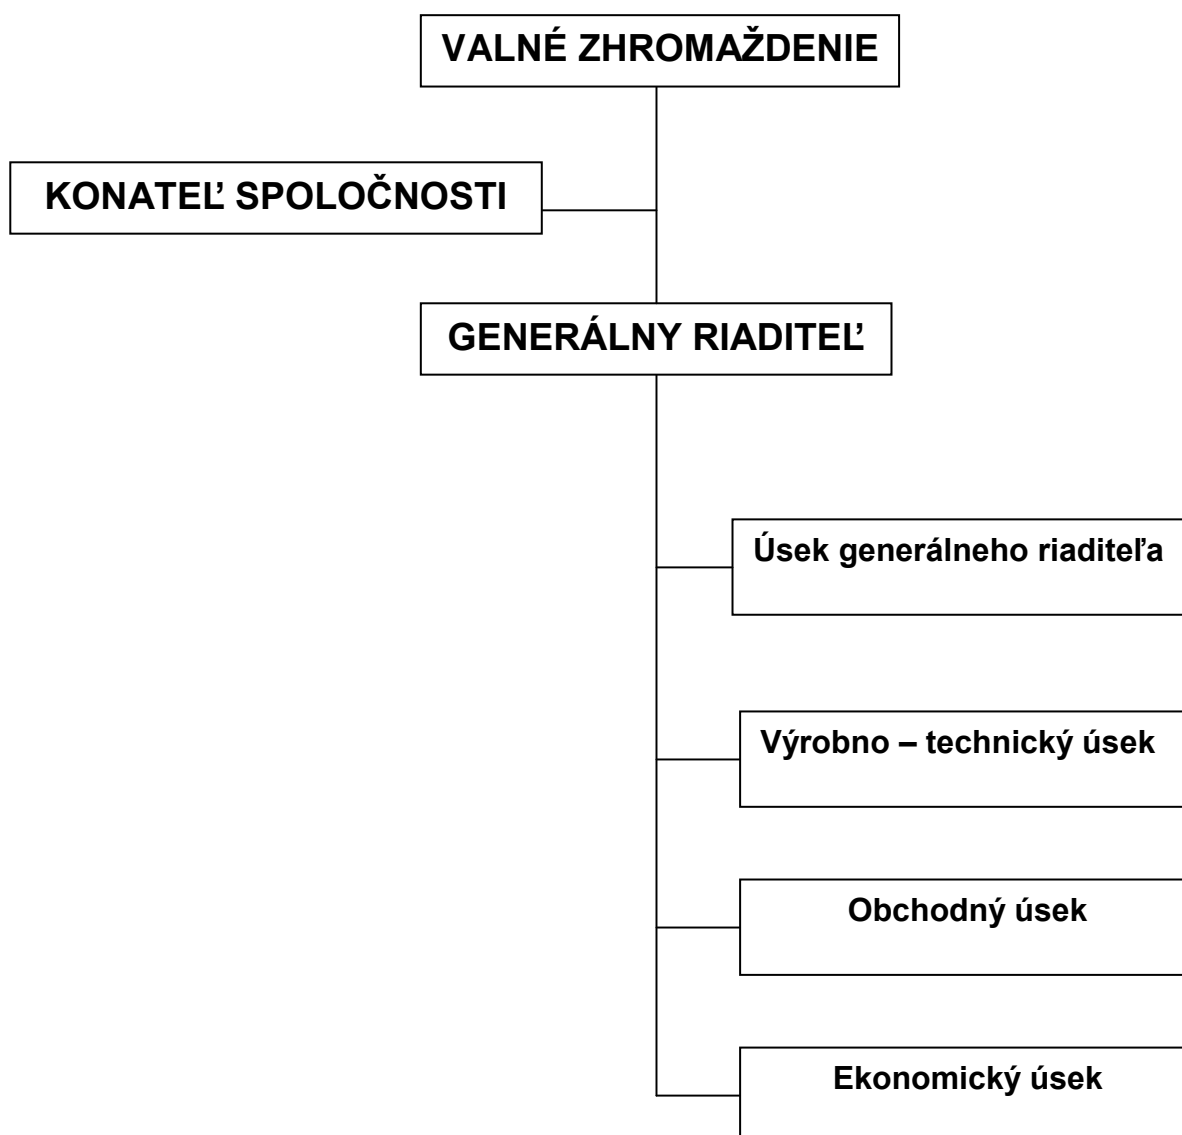 VALNÉ ZHROMAŽDENIE
KONATEĽ SPOLOČNOSTI
GENERÁLNY RIADITEĽ
Úsek generálneho riaditeľa
Výrobno – technický úsek
Obchodný úsek
Ekonomický úsek